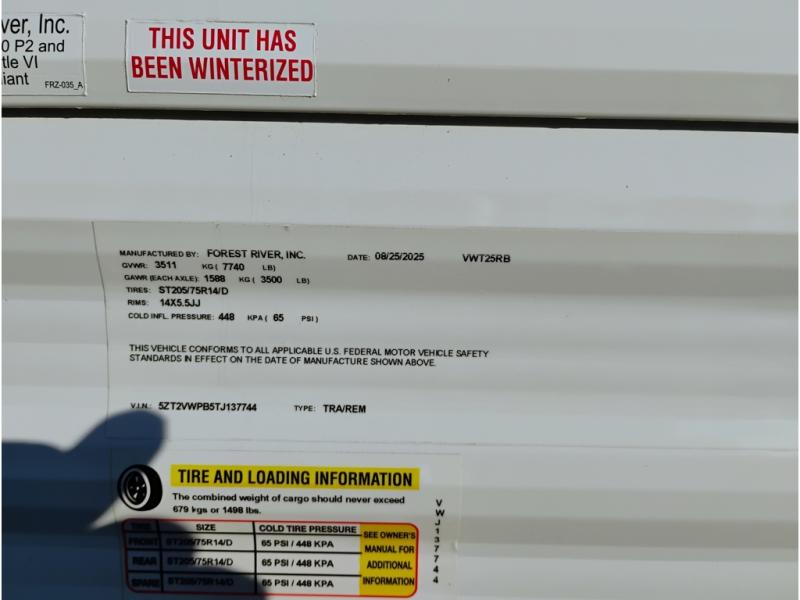 ver, Inc.
0 P2 and
tle VI
iant FRZ-035_A
THIS UNIT HAS
BEEN WINTERIZED
MANUFACTURED BY: FOREST RIVER, INC. DATE: 08/25/2025 VWT25RB
GVWR: 3511 KG ( 7740 LB)
GAWR (EACH AXLE): 1588 KG ( 3500 LB)
TIRES: ST205/75R14/D
RIMS: 14X5.5JJ
COLD INFL. PRESSURE: 448 KPA ( 65 PSI )
THIS VEHICLE CONFORMS TO ALL APPLICABLE U.S. FEDERAL MOTOR VEHICLE SAFETY
STANDARDS IN EFFECT ON THE DATE OF MANUFACTURE SHOWN ABOVE.
V.I.N.: 5ZT2VWPB5TJ137744 TYPE: TRA/REM
TIRE AND LOADING INFORMATION
The combined weight of cargo should never exceed
679 kgs or 1498 lbs.
TIRE SIZE COLD TIRE PRESSURE SEE OWNER'S
FRONT ST205/75R14/D 65 PSI / 448 KPA MANUAL FOR
REAR ST205/75R14/D 65 PSI / 448 KPA ADDITIONAL
SPARE ST205/75R14/D 65 PSI / 448 KPA INFORMATION
VWJ137744